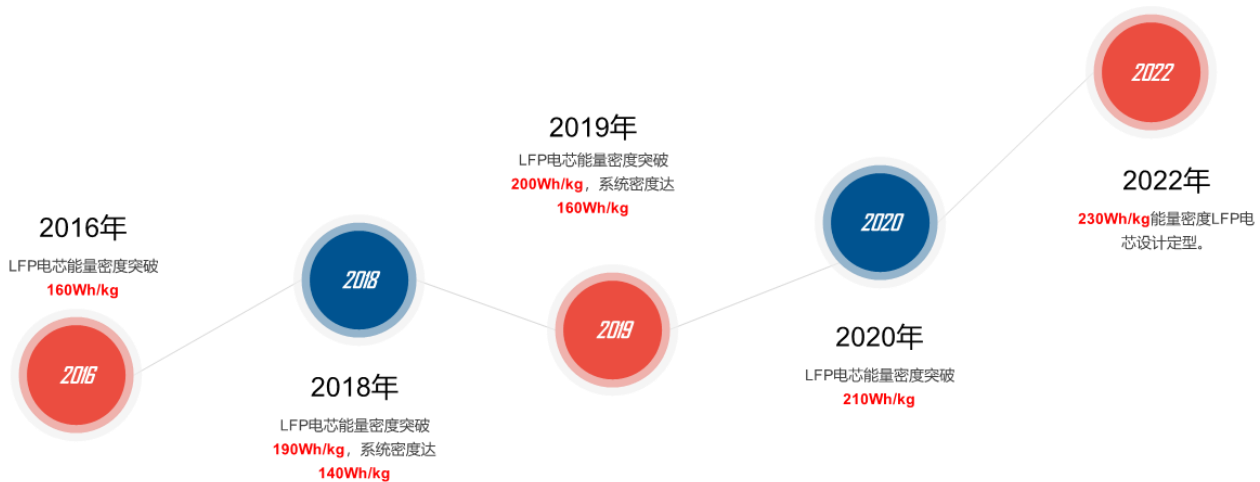 2016年
LFP电芯能量密度突破
160Wh/kg
2016
2018
2018年
LFP电芯能量密度突破
190Wh/kg，系统密度达
140Wh/kg
2019年
LFP电芯能量密度突破
200Wh/kg，系统密度达
160Wh/kg
2019
2020
2020年
LFP电芯能量密度突破
210Wh/kg
2022
2022年
230Wh/kg能量密度LFP电
芯设计定型。